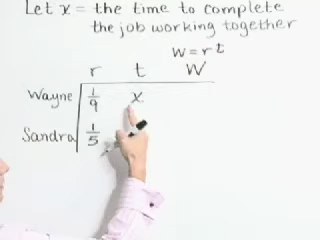 Let x = the time to complete
the job working together
W = r t
r t W
Wayne 1/9 x
Sandra 1/5